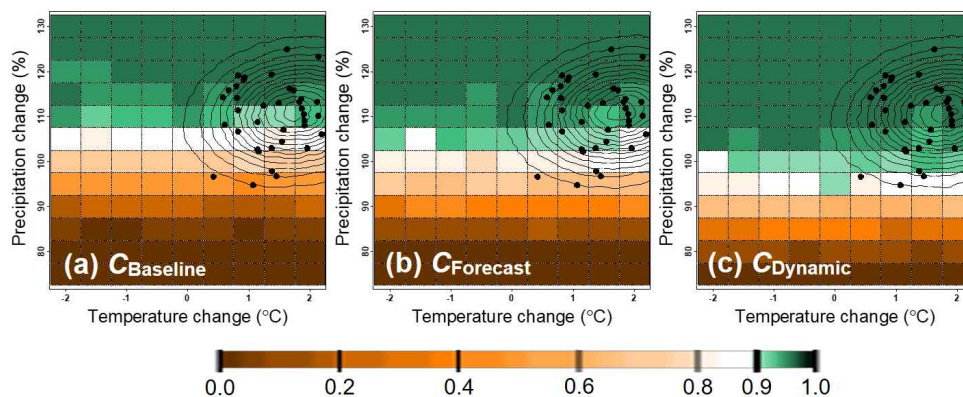 Precipitation change (%)
130
120
110
100
90
80
(a) C Baseline
-2 -1 0 1 2
Temperature change (°C)
Precipitation change (%)
130
120
110
100
90
80
(b) C Forecast
-2 -1 0 1 2
Temperature change (°C)
Precipitation change (%)
130
120
110
100
90
80
(c) C Dynamic
-2 -1 0 1 2
Temperature change (°C)
0.0 0.2 0.4 0.6 0.8 0.9 1.0